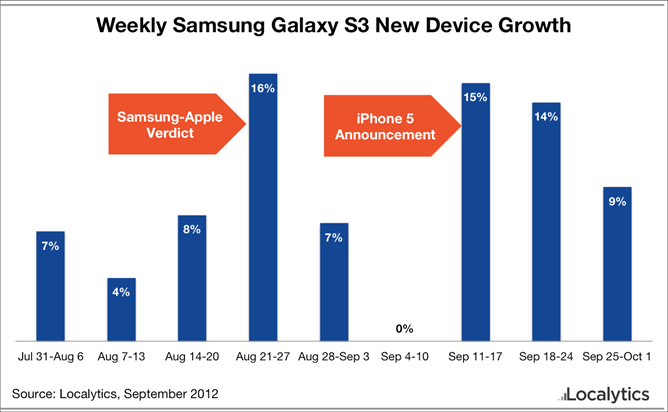 Weekly Samsung Galaxy S3 New Device Growth
Samsung-Apple
Verdict
iPhone 5
Announcement
7%
4%
8%
16%
7%
0%
15%
14%
9%
Jul 31-Aug 6
Aug 7-13
Aug 14-20
Aug 21-27
Aug 28-Sep 3
Sep 4-10
Sep 11-17
Sep 18-24
Sep 25-Oct 1
Source: Localytics, September 2012
Localytics